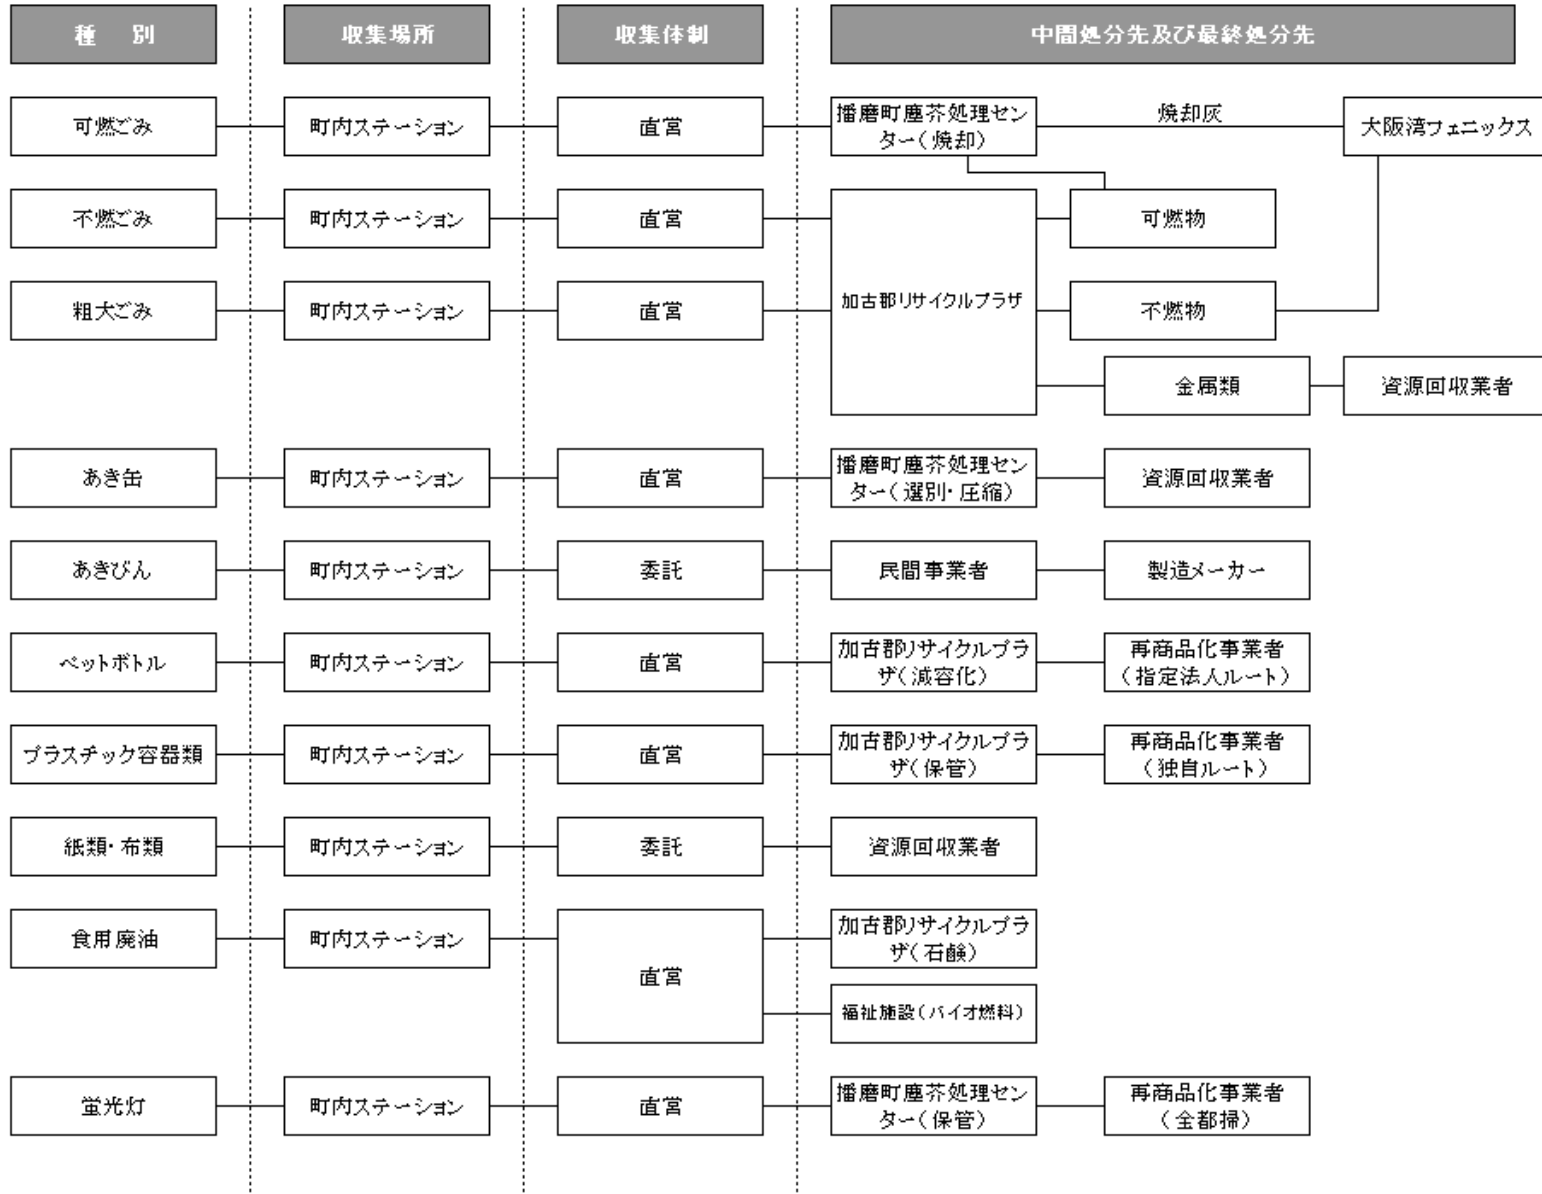 種 別
収集場所
収集体制
中間処分先及び最終処分先
可燃ごみ
町内ステーション
直営
播磨町塵芥処理セン
ター(焼却)
焼却灰
大阪湾フェニックス
不燃ごみ
町内ステーション
直営
可燃物
粗大ごみ
町内ステーション
直営
加古郡リサイクルプラザ
不燃物
金属類
資源回収業者
あき缶
町内ステーション
直営
播磨町塵芥処理セン
ター(選別・圧縮)
資源回収業者
あきびん
町内ステーション
委託
民間事業者
製造メーカー
ペットボトル
町内ステーション
直営
加古郡リサイクルプラ
ザ(減容化)
再商品化事業者
(指定法人ルート)
プラスチック容器類
町内ステーション
直営
加古郡リサイクルプラ
ザ(保管)
再商品化事業者
(独自ルート)
紙類・布類
町内ステーション
委託
資源回収業者
食用廃油
町内ステーション
直営
加古郡リサイクルプラ
ザ(石鹸)
福祉施設(バイオ燃料)
蛍光灯
町内ステーション
直営
播磨町塵芥処理セン
ター(保管)
再商品化事業者
(全都掃)